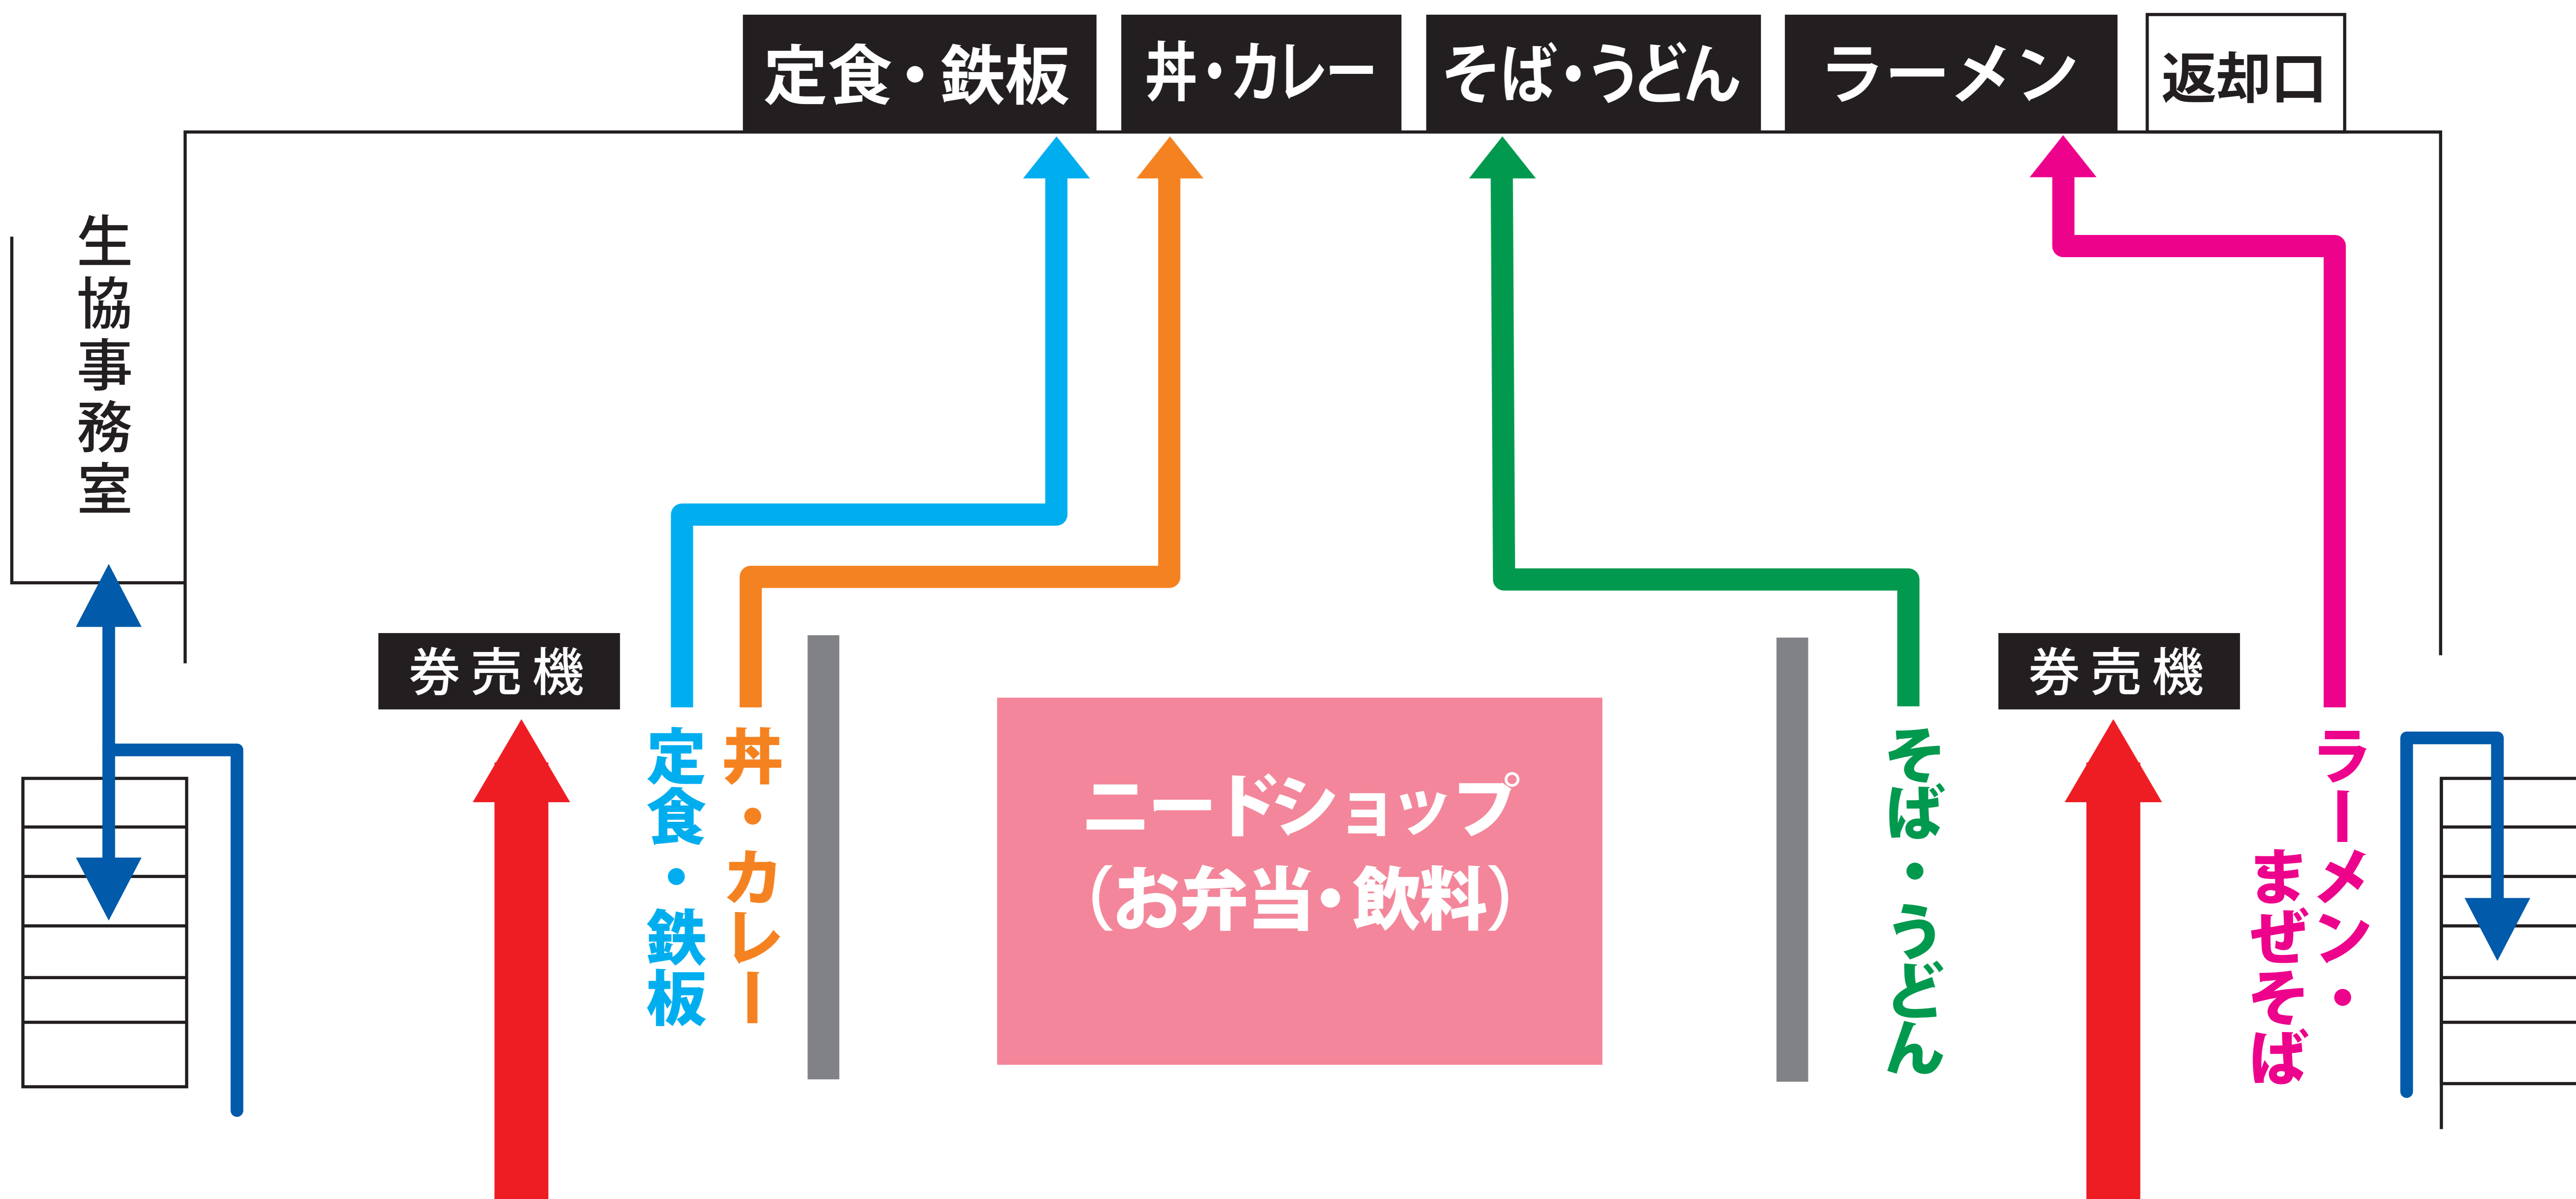 定食・鉄板
丼・カレー
そば・うどん
ラーメン
返却口
生協事務室
券売機
券売機
定食・鉄板
丼・カレー
ニードショップ
（お弁当・飲料）
そば・うどん
ラーメン・
まぜそば